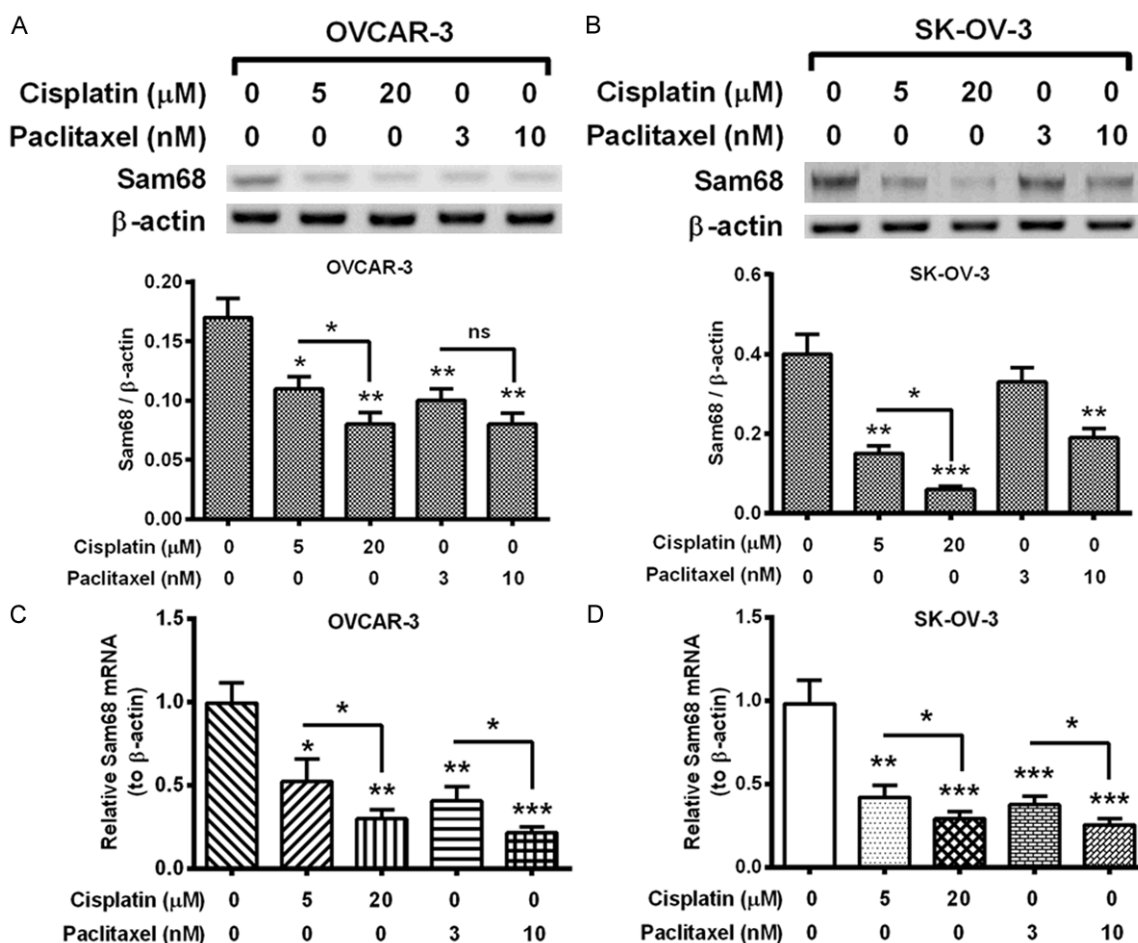 A
OVCAR-3
Cisplatin (μM) 0 5 20 0 0
Paclitaxel (nM) 0 0 0 3 10
Sam68
β-actin
OVCAR-3
Sam68 / β-actin
0.20
0.15
0.10
0.05
0.00
* ns
* ** ** **
Cisplatin (μM) 0 5 20 0 0
Paclitaxel (nM) 0 0 0 3 10
B
SK-OV-3
Cisplatin (μM) 0 5 20 0 0
Paclitaxel (nM) 0 0 0 3 10
Sam68
β-actin
SK-OV-3
Sam68 / β-actin
0.6
0.4
0.2
0.0
*
** *** **
Cisplatin (μM) 0 5 20 0 0
Paclitaxel (nM) 0 0 0 3 10
C
OVCAR-3
Relative Sam68 mRNA
(to β-actin)
1.5
1.0
0.5
0.0
* *
* ** ** ***
Cisplatin (μM) 0 5 20 0 0
Paclitaxel (nM) 0 0 0 3 10
D
SK-OV-3
Relative Sam68 mRNA
(to β-actin)
1.5
1.0
0.5
0.0
* *
** *** *** ***
Cisplatin (μM) 0 5 20 0 0
Paclitaxel (nM) 0 0 0 3 10